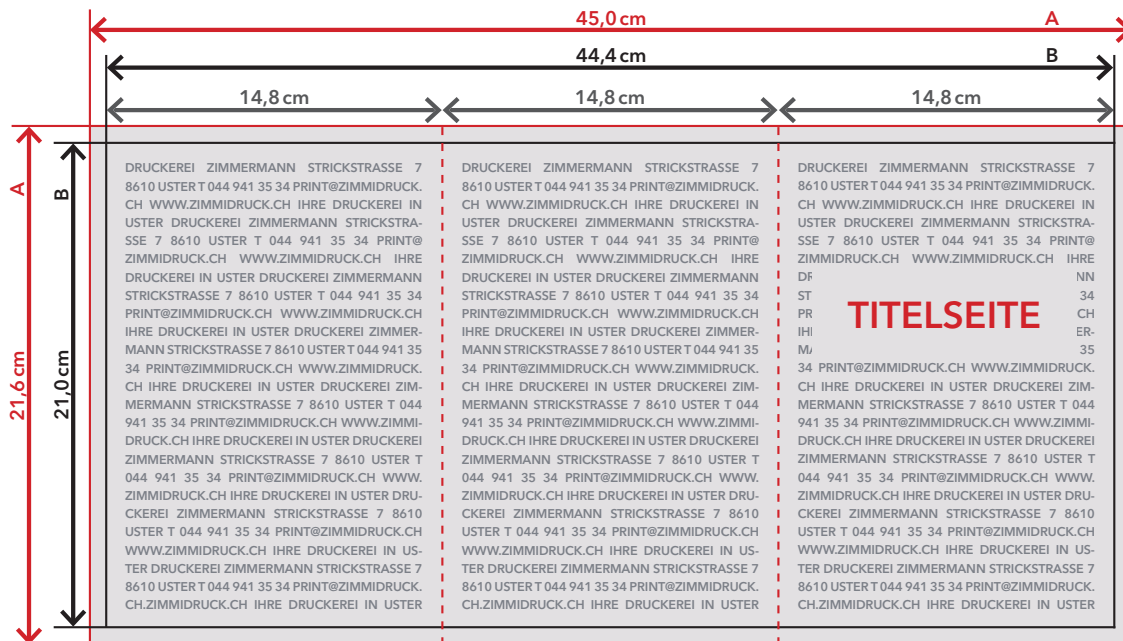 45,0 cm A
44,4 cm B
14,8 cm 14,8 cm 14,8 cm
A
B
21,6 cm
21,0 cm
DRUCKEREI ZIMMERMANN STRICKSTRASSE 7
8610 USTER T 044 941 35 34 PRINT@ZIMMIDRUCK.
CH WWW.ZIMMIDRUCK.CH IHRE DRUCKEREI IN
USTER DRUCKEREI ZIMMERMANN STRICKSTRA-
SSE 7 8610 USTER T 044 941 35 34 PRINT@
ZIMMIDRUCK.CH WWW.ZIMMIDRUCK.CH IHRE
DRUCKEREI IN USTER DRUCKEREI ZIMMERMANN
STRICKSTRASSE 7 8610 USTER T 044 941 35 34
PRINT@ZIMMIDRUCK.CH WWW.ZIMMIDRUCK.CH
IHRE DRUCKEREI IN USTER DRUCKEREI ZIMMER-
MANN STRICKSTRASSE 7 8610 USTER T 044 941 35
34 PRINT@ZIMMIDRUCK.CH WWW.ZIMMIDRUCK.
CH IHRE DRUCKEREI IN USTER DRUCKEREI ZIM-
MERMANN STRICKSTRASSE 7 8610 USTER T 044
941 35 34 PRINT@ZIMMIDRUCK.CH WWW.ZIMMI-
DRUCK.CH IHRE DRUCKEREI IN USTER DRUCKEREI
ZIMMERMANN STRICKSTRASSE 7 8610 USTER T
044 941 35 34 PRINT@ZIMMIDRUCK.CH WWW.
ZIMMIDRUCK.CH IHRE DRUCKEREI IN USTER DRU-
CKEREI ZIMMERMANN STRICKSTRASSE 7 8610
USTER T 044 941 35 34 PRINT@ZIMMIDRUCK.CH
WWW.ZIMMIDRUCK.CH IHRE DRUCKEREI IN US-
TER DRUCKEREI ZIMMERMANN STRICKSTRASSE 7
8610 USTER T 044 941 35 34 PRINT@ZIMMIDRUCK.
CH.ZIMMIDRUCK.CH IHRE DRUCKEREI IN USTER
DRUCKEREI ZIMMERMANN STRICKSTRASSE 7
8610 USTER T 044 941 35 34 PRINT@ZIMMIDRUCK.
CH WWW.ZIMMIDRUCK.CH IHRE DRUCKEREI IN
USTER DRUCKEREI ZIMMERMANN STRICKSTRA-
SSE 7 8610 USTER T 044 941 35 34 PRINT@
ZIMMIDRUCK.CH WWW.ZIMMIDRUCK.CH IHRE
DRUCKEREI IN USTER DRUCKEREI ZIMMERMANN
STRICKSTRASSE 7 8610 USTER T 044 941 35 34
PRINT@ZIMMIDRUCK.CH WWW.ZIMMIDRUCK.CH
IHRE DRUCKEREI IN USTER DRUCKEREI ZIMMER-
MANN STRICKSTRASSE 7 8610 USTER T 044 941 35
34 PRINT@ZIMMIDRUCK.CH WWW.ZIMMIDRUCK.
CH IHRE DRUCKEREI IN USTER DRUCKEREI ZIM-
MERMANN STRICKSTRASSE 7 8610 USTER T 044
941 35 34 PRINT@ZIMMIDRUCK.CH WWW.ZIMMI-
DRUCK.CH IHRE DRUCKEREI IN USTER DRUCKEREI
ZIMMERMANN STRICKSTRASSE 7 8610 USTER T
044 941 35 34 PRINT@ZIMMIDRUCK.CH WWW.
ZIMMIDRUCK.CH IHRE DRUCKEREI IN USTER DRU-
CKEREI ZIMMERMANN STRICKSTRASSE 7 8610
USTER T 044 941 35 34 PRINT@ZIMMIDRUCK.CH
WWW.ZIMMIDRUCK.CH IHRE DRUCKEREI IN US-
TER DRUCKEREI ZIMMERMANN STRICKSTRASSE 7
8610 USTER T 044 941 35 34 PRINT@ZIMMIDRUCK.
CH.ZIMMIDRUCK.CH IHRE DRUCKEREI IN USTER
DRUCKEREI ZIMMERMANN STRICKSTRASSE 7
8610 USTER T 044 941 35 34 PRINT@ZIMMIDRUCK.
CH WWW.ZIMMIDRUCK.CH IHRE DRUCKEREI IN
USTER DRUCKEREI ZIMMERMANN STRICKSTRA-
SSE 7 8610 USTER T 044 941 35 34 PRINT@
ZIMMIDRUCK.CH WWW.ZIMMIDRUCK.CH IHRE
NN
ST 34
PR CH
TITELSEITE
IH ER-
35
34 PRINT@ZIMMIDRUCK.CH WWW.ZIMMIDRUCK.
CH IHRE DRUCKEREI IN USTER DRUCKEREI ZIM-
MERMANN STRICKSTRASSE 7 8610 USTER T 044
941 35 34 PRINT@ZIMMIDRUCK.CH WWW.ZIMMI-
DRUCK.CH IHRE DRUCKEREI IN USTER DRUCKEREI
ZIMMERMANN STRICKSTRASSE 7 8610 USTER T
044 941 35 34 PRINT@ZIMMIDRUCK.CH WWW.
ZIMMIDRUCK.CH IHRE DRUCKEREI IN USTER DRU-
CKEREI ZIMMERMANN STRICKSTRASSE 7 8610
USTER T 044 941 35 34 PRINT@ZIMMIDRUCK.CH
WWW.ZIMMIDRUCK.CH IHRE DRUCKEREI IN US-
TER DRUCKEREI ZIMMERMANN STRICKSTRASSE 7
8610 USTER T 044 941 35 34 PRINT@ZIMMIDRUCK.
CH.ZIMMIDRUCK.CH IHRE DRUCKEREI IN USTER